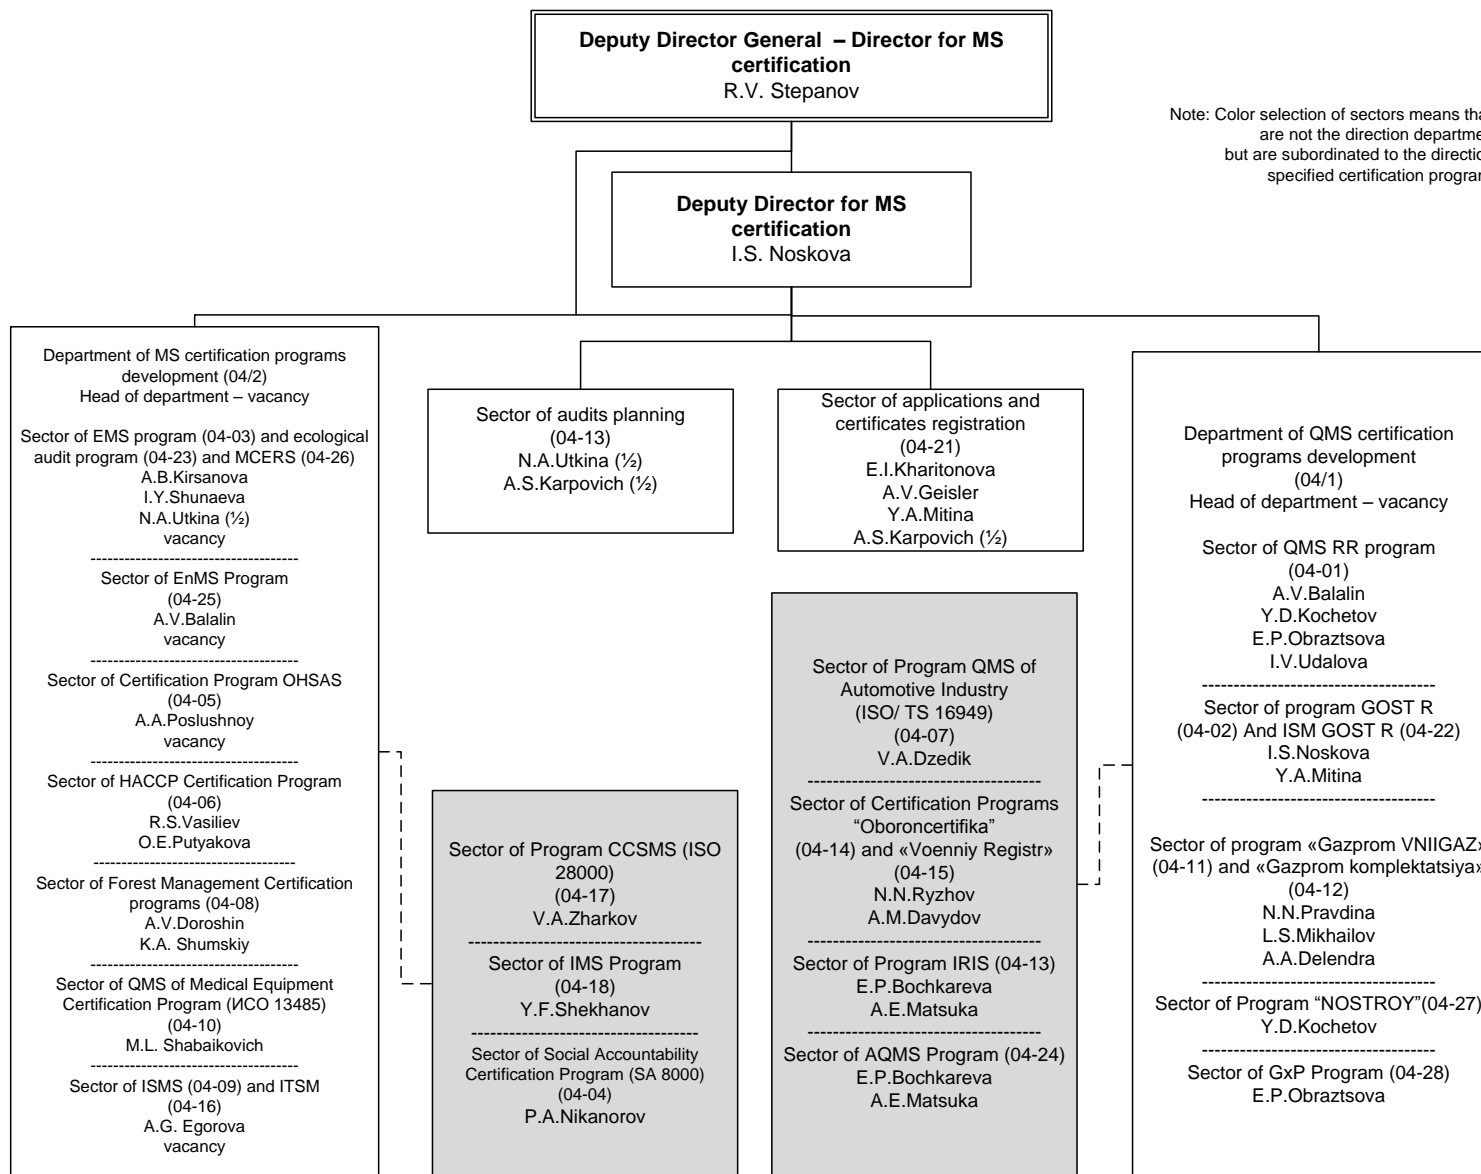 Deputy Director General – Director for MS
certification
R.V. Stepanov
Note: Color selection of sectors means
are not the direction
but are subordinated to the
specified certification
Deputy Director for MS
certification
I.S. Noskova
Department of MS certification programs
development (04/2)
Head of department – vacancy
Sector of EMS program (04-03) and ecological
audit program (04-23) and MCERS (04-26)
A.B.Kirsanova
I.Y.Shunaeva
N.A.Utkina (½)
vacancy
-------------------------------------
Sector of EnMS Program
(04-25)
A.V.Balalin
vacancy
-------------------------------------
Sector of Certification Program OHSAS
(04-05)
A.A.Poslushnoy
vacancy
-------------------------------------
Sector of HACCP Certification Program
(04-06)
R.S.Vasiliev
O.E.Putyakova
------------------------------------
Sector of Forest Management Certification
programs (04-08)
A.V.Doroshin
K.A. Shumskiy
-------------------------------------
Sector of QMS of Medical Equipment
Certification Program (ИСО 13485)
(04-10)
M.L. Shabaikovich
-------------------------------------
Sector of ISMS (04-09) and ITSM
(04-16)
A.G. Egorova
vacancy
Sector of audits planning
(04-13)
N.A.Utkina (½)
A.S.Karpovich (½)
Sector of applications and
certificates registration
(04-21)
E.I.Kharitonova
A.V.Geisler
Y.A.Mitina
A.S.Karpovich (½)
Sector of Program CCSMS (ISO
28000)
(04-17)
V.A.Zharkov
-------------------------------------
Sector of IMS Program
(04-18)
Y.F.Shekhanov
-------------------------------------
Sector of Social Accountability
Certification Program (SA 8000)
(04-04)
P.A.Nikanorov
Sector of Program QMS of
Automotive Industry
(ISO/ TS 16949)
(04-07)
V.A.Dzedik
-------------------------------------
Sector of Certification Programs
“Oboroncertifika”
(04-14) and «Voenniy Registr»
(04-15)
N.N.Ryzhov
A.M.Davydov
-------------------------------------
Sector of Program IRIS (04-13)
E.P.Bochkareva
A.E.Matsuka
-------------------------------------
Sector of AQMS Program (04-24)
E.P.Bochkareva
A.E.Matsuka
Department of QMS certification
programs development
(04/1)
Head of department – vacancy
Sector of QMS RR program
(04-01)
A.V.Balalin
Y.D.Kochetov
E.P.Obraztsova
I.V.Udalova
-------------------------------------
Sector of program GOST R
(04-02) And ISM GOST R (04-22)
I.S.Noskova
Y.A.Mitina
-------------------------------------
Sector of program «Gazprom VNIIGAZ»
(04-11) and «Gazprom komplektatsiya»
(04-12)
N.N.Pravdina
L.S.Mikhailov
A.A.Delendra
-------------------------------------
Sector of Program “NOSTROY”(04-27)
Y.D.Kochetov
-------------------------------------
Sector of GxP Program (04-28)
E.P.Obraztsova